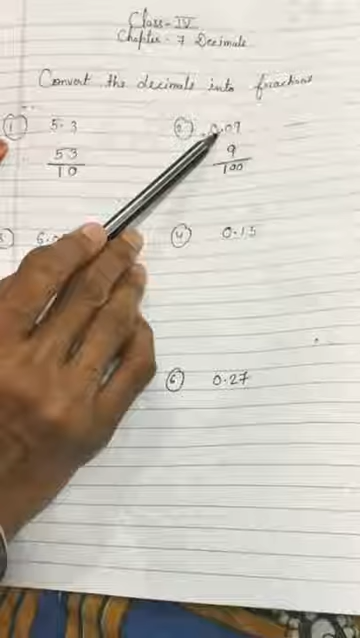 Class-IV
Chapter-7 Decimals
Convert the decimals into fractions
① 5.3
53
10
② 0.09
9
100
④ 0.15
⑥ 0.27